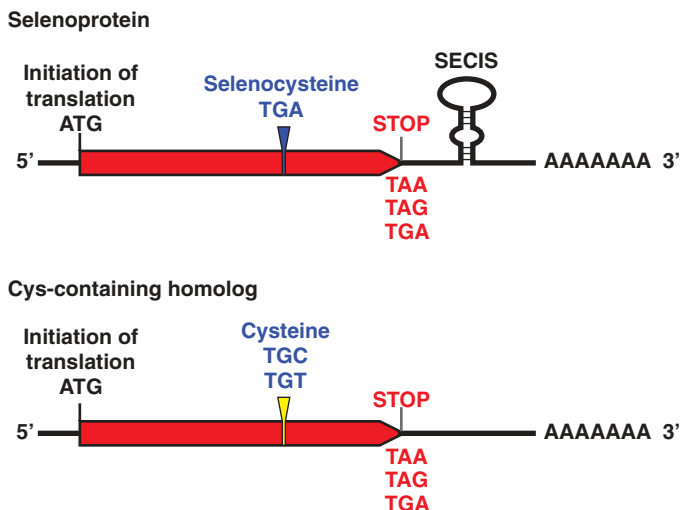 Selenoprotein
SECIS
Initiation of
translation
ATG
Selenocysteine
TGA
STOP
5’
AAAAAAA 3’
TAA
TAG
TGA
Cys-containing homolog
Initiation of
translation
ATG
Cysteine
TGC
TGT
STOP
5’
AAAAAAA 3’
TAA
TAG
TGA